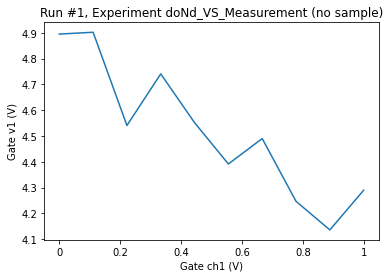 Run #1, Experiment doNd_VS_Measurement (no sample)
4.9
4.8
4.7
4.6
4.5
4.4
4.3
4.2
4.1
Gate v1 (V)
0 0.2 0.4 0.6 0.8 1
Gate ch1 (V)